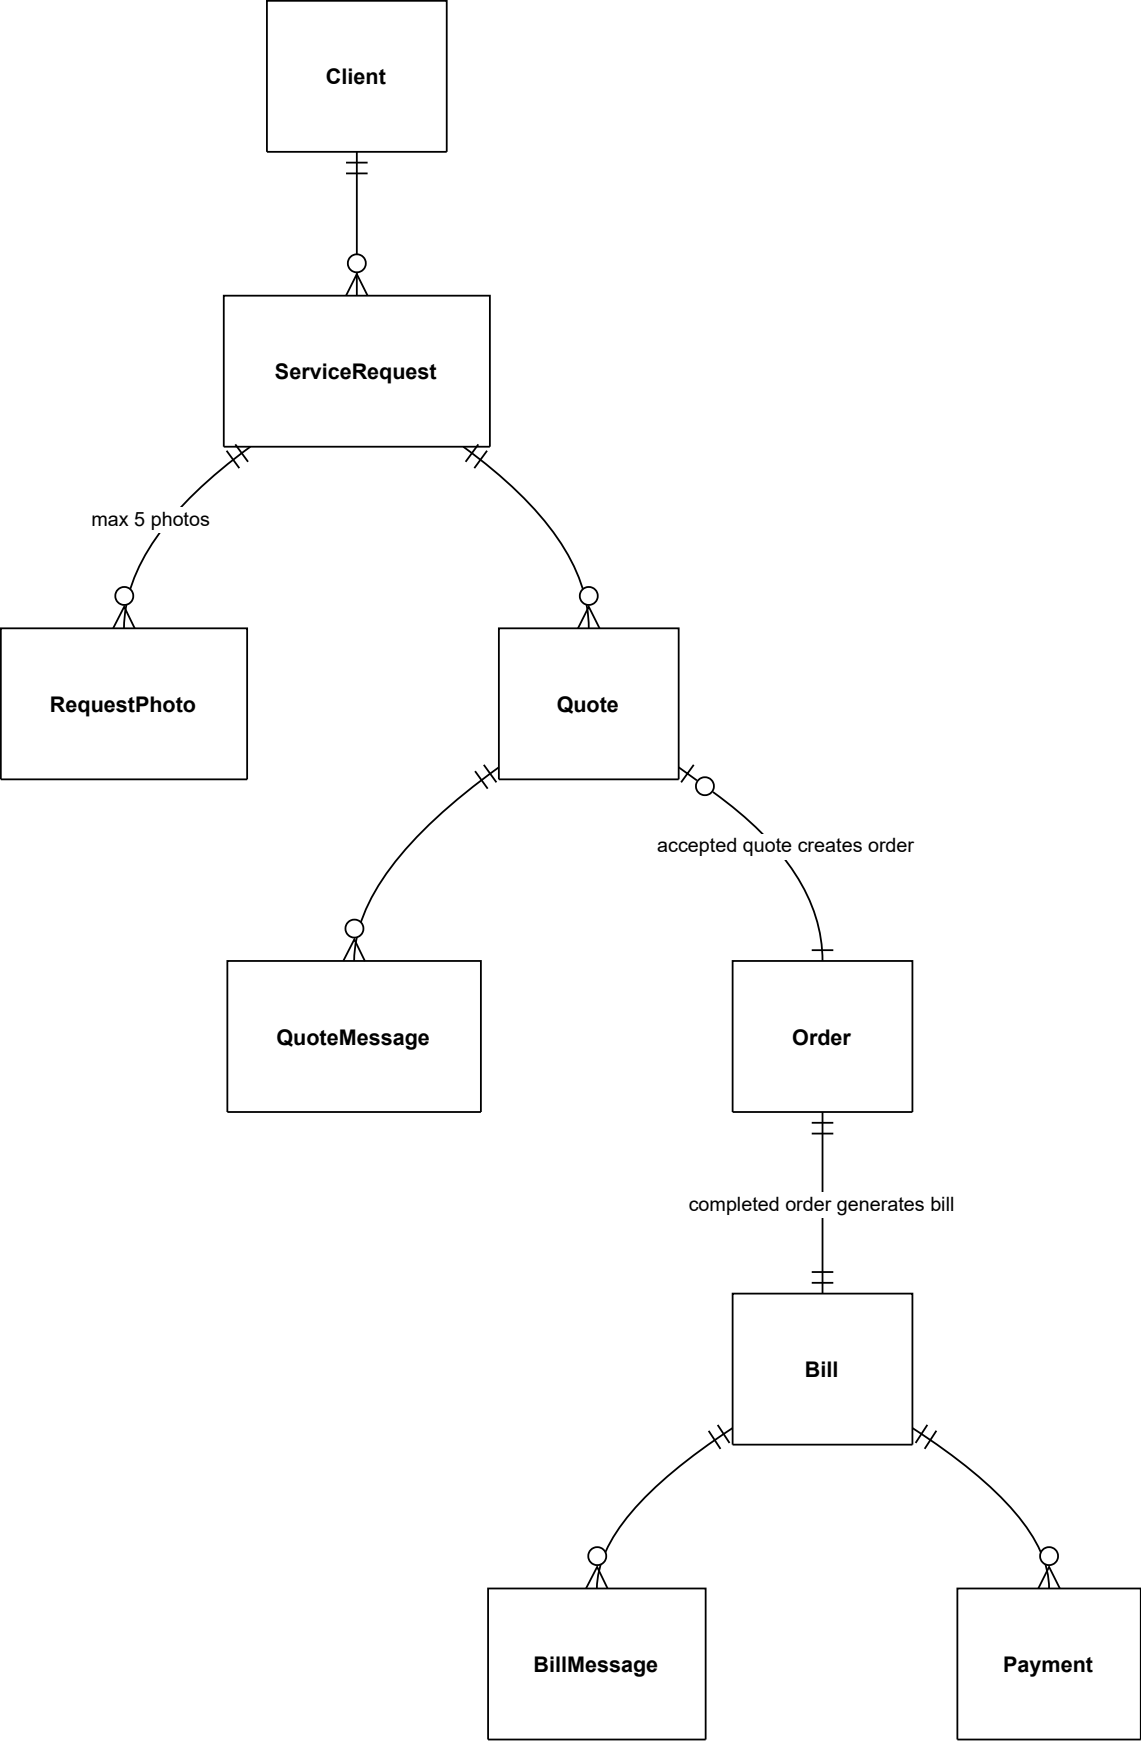 Client
ServiceRequest
max 5 photos
RequestPhoto
Quote
accepted quote creates order
QuoteMessage
Order
completed order generates bill
Bill
BillMessage
Payment